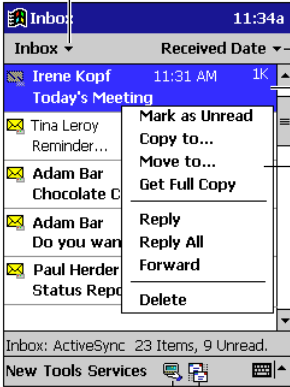 Inbox 11:34a
Inbox Received Date
Irene Kopf 11:31 AM 1K
Today's Meeting
Tina Leroy
Reminder...
Adam Bar
Chocolate C
Adam Bar
Do you wan
Paul Herder
Status Repo
Mark as Unread
Copy to...
Move to...
Get Full Copy
Reply
Reply All
Forward
Delete
Inbox: ActiveSync 23 Items, 9 Unread.
New Tools Services